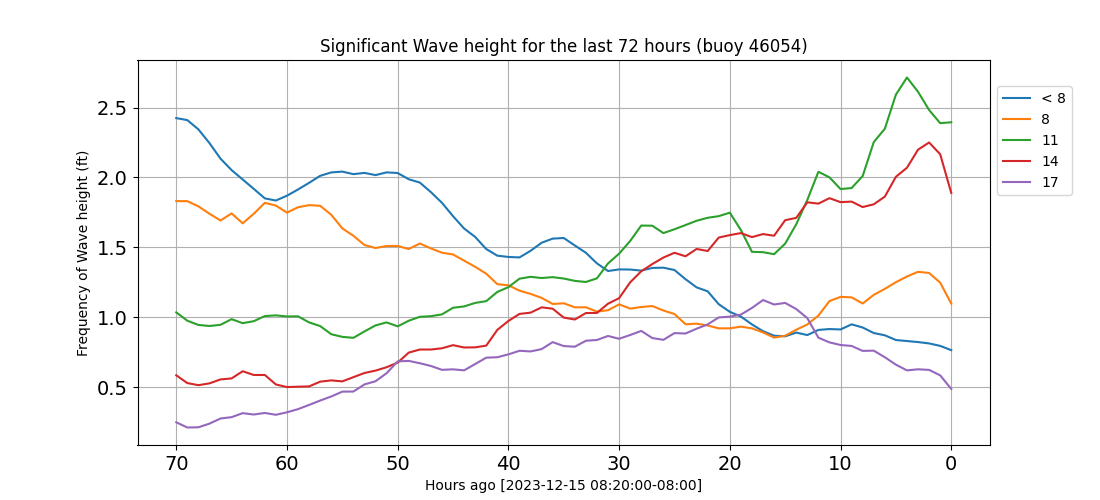 Significant Wave height for the last 72 hours (buoy 46054)
Frequency of Wave height (ft)
2.5
2.0
1.5
1.0
0.5
70 60 50 40 30 20 10 0
Hours ago [2023-12-15 08:20:00-08:00]
< 8
8
11
14
17